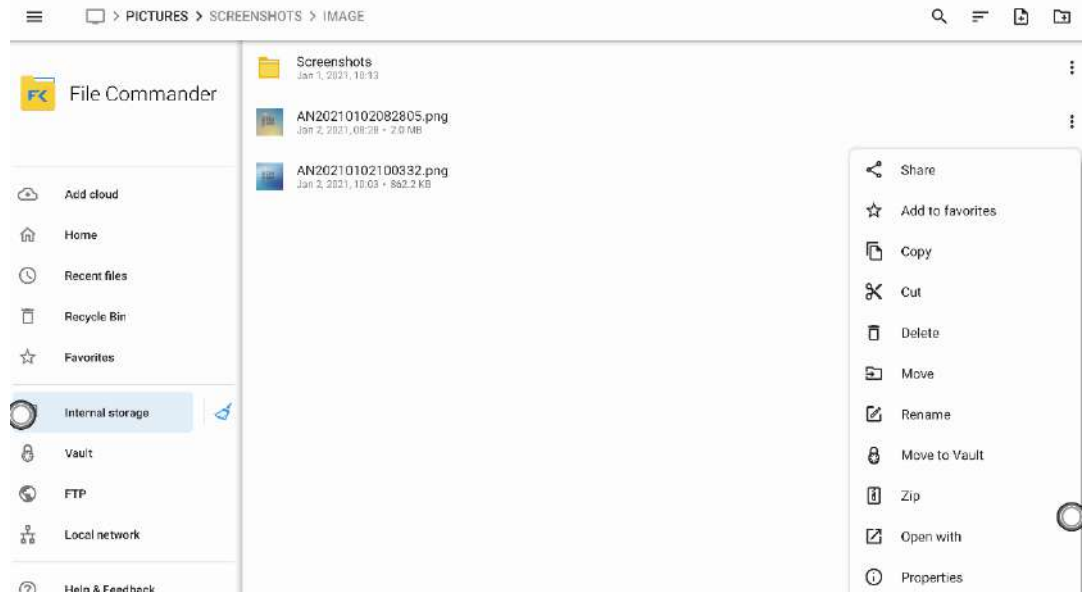 > PICTURES > SCREENSHOTS > IMAGE
FC
File Commander
Add cloud
Home
Recent files
Recycle Bin
Favorites
Internal storage
Vault
FTP
Local network
Help & Feedback
Screenshots
Jan 1, 2021, 18:13
AN20210102082805.png
Jan 2, 2021, 08:28 • 2.0 MB
AN20210102100332.png
Jan 2, 2021, 10:03 • 862.2 KB
Share
Add to favorites
Copy
Cut
Delete
Move
Rename
Move to Vault
Zip
Open with
Properties